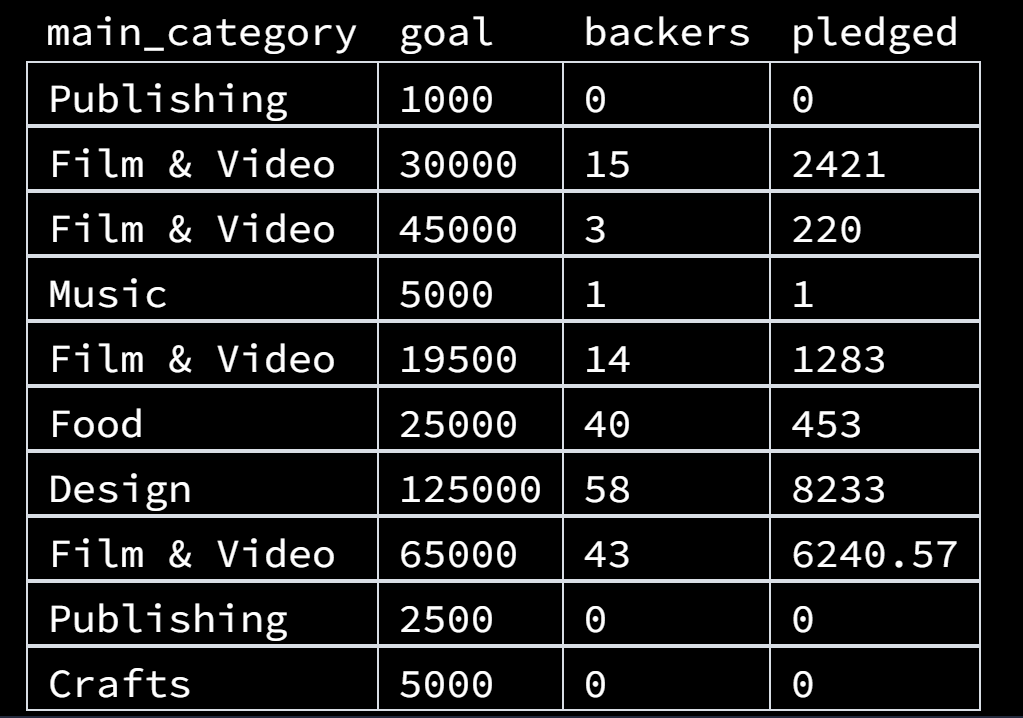 main_category goal backers pledged
Publishing 1000 0 0
Film & Video 30000 15 2421
Film & Video 45000 3 220
Music 5000 1 1
Film & Video 19500 14 1283
Food 25000 40 453
Design 125000 58 8233
Film & Video 65000 43 6240.57
Publishing 2500 0 0
Crafts 5000 0 0